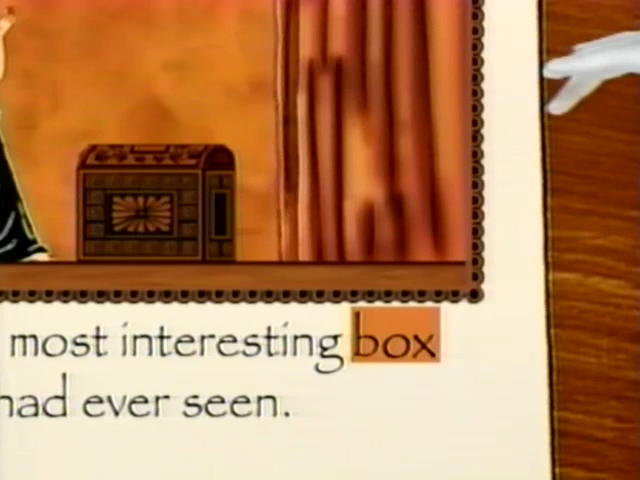 most interesting box
had ever seen.